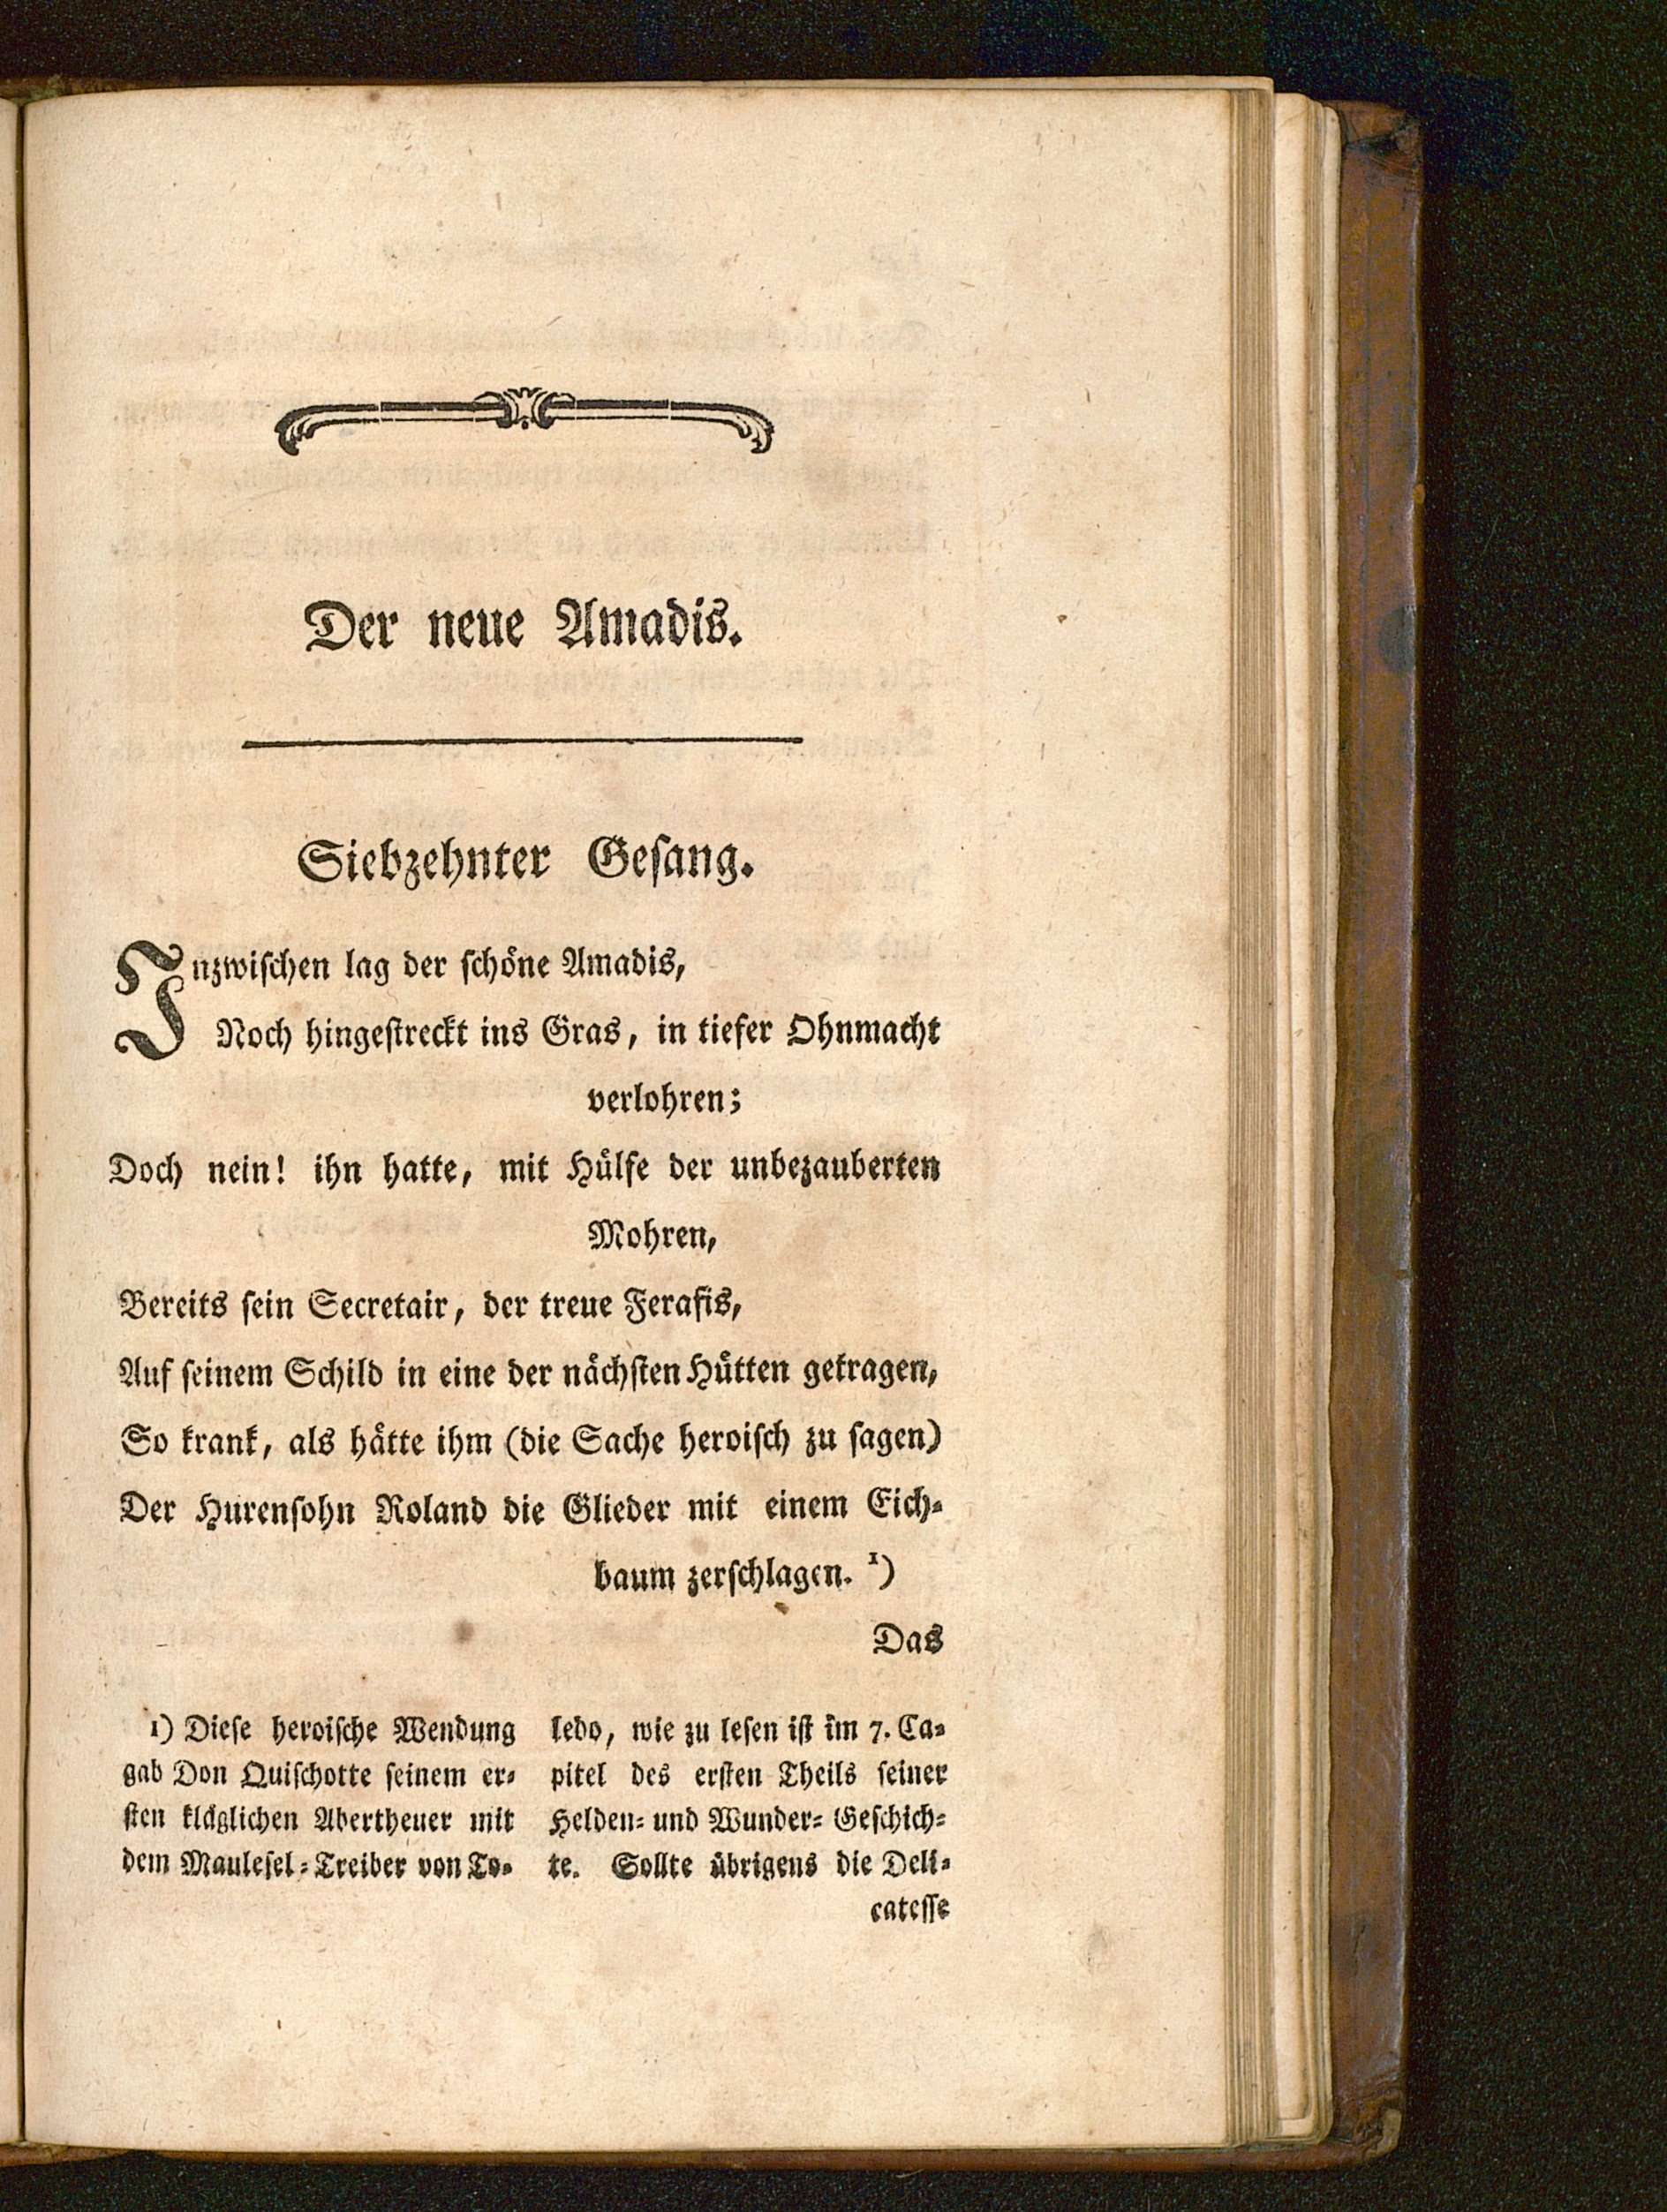 Der neue Amadis.
Siebzehnter Gesang.
Inzwischen lag der schöne Amadis,
Noch hingestreckt ins Gras, in tiefer Ohnmacht
verlohren;
Doch nein! ihn hatte, mit Hülfe der unbezauberten
Mohren,
Bereits sein Secretair, der treue Ferafis,
Auf seinem Schild in eine der nächsten Hütten getragen,
So krank, als hätte ihm (die Sache heroisch zu sagen)
Der Hurensohn Roland die Glieder mit einem Eich-
baum zerschlagen. 1)
Das
1) Diese heroische Wendung
gab Don Quischotte seinem er-
sten kläglichen Abertheuer mit
dem Maulesel-Treiber von To-
ledo, wie zu lesen ist im 7. Ca-
pitel des ersten Theils seiner
Helden- und Wunder-Geschich-
te. Sollte übrigens die Deli-
catesse